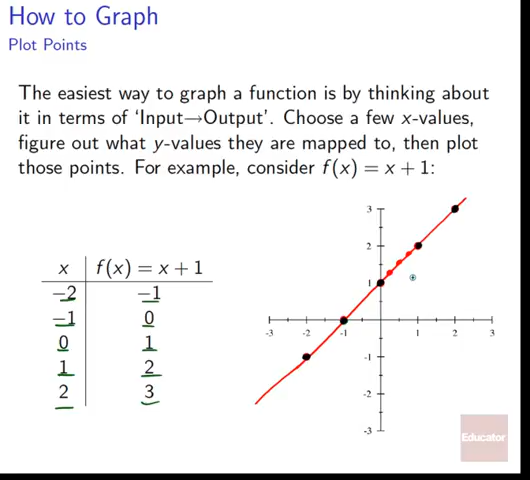 How to Graph
Plot Points
The easiest way to graph a function is by thinking about
it in terms of ‘Input→Output’. Choose a few x-values,
figure out what y-values they are mapped to, then plot
those points. For example, consider f(x) = x + 1:
x f(x) = x + 1
−2 −1
−1 0
0 1
1 2
2 3
3
2
1
-3 -2 -1 1 2 3
-1
-2
-3
Educator